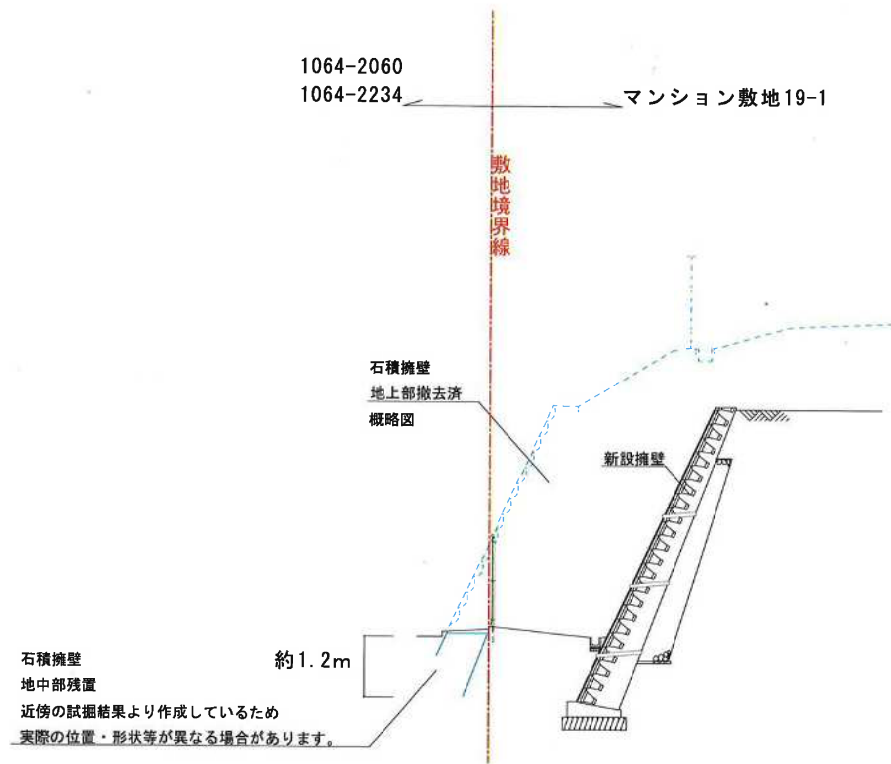 1064-2060
1064-2234
マンション敷地19-1
敷地境界線
石積擁壁
地上部撤去済
概略図
新設擁壁
約1.2m
石積擁壁
地中部残置
近傍の試掘結果より作成しているため
実際の位置・形状等が異なる場合があります。